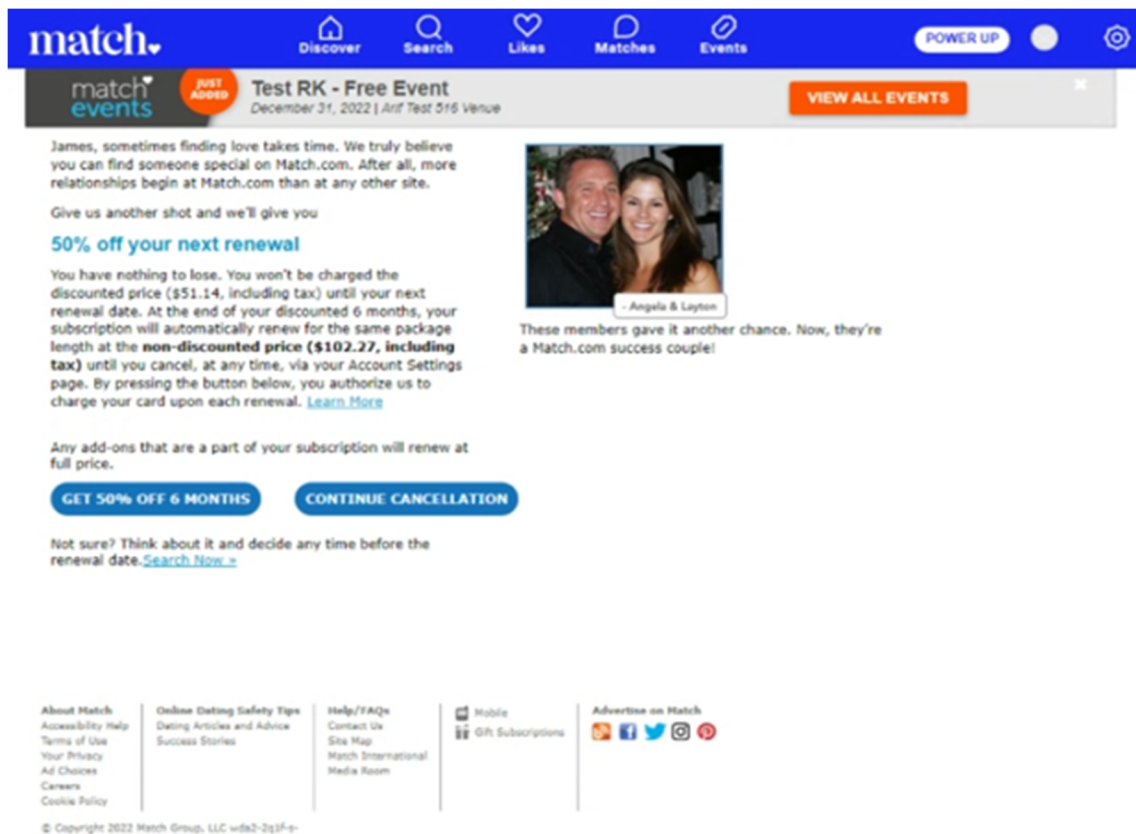 match
Discover
Search
Likes
Matches
Events
POWER UP
match
events
JUST
ADDED
Test RK - Free Event
December 31, 2022 | Arif Test 516 Venue
VIEW ALL EVENTS
James, sometimes finding love takes time. We truly believe
you can find someone special on Match.com. After all, more
relationships begin at Match.com than at any other site.
Give us another shot and we'll give you
50% off your next renewal
You have nothing to lose. You won't be charged the
discounted price ($51.14, including tax) until your next
renewal date. At the end of your discounted 6 months, your
subscription will automatically renew for the same package
length at the non-discounted price ($102.27, including
tax) until you cancel, at any time, via your Account Settings
page. By pressing the button below, you authorize us to
charge your card upon each renewal. Learn More
Any add-ons that are a part of your subscription will renew at
full price.
GET 50% OFF 6 MONTHS
CONTINUE CANCELLATION
Not sure? Think about it and decide any time before the
renewal date.Search Now »
- Angela & Layton
These members gave it another chance. Now, they're
a Match.com success couple!
About Match
Accessibility Help
Terms of Use
Your Privacy
Ad Choices
Careers
Cookie Policy
Online Dating Safety Tips
Dating Articles and Advice
Success Stories
Help/FAQs
Contact Us
Site Map
Match International
Media Room
Mobile
Gift Subscriptions
Advertise on Match
© Copyright 2022 Match Group, LLC